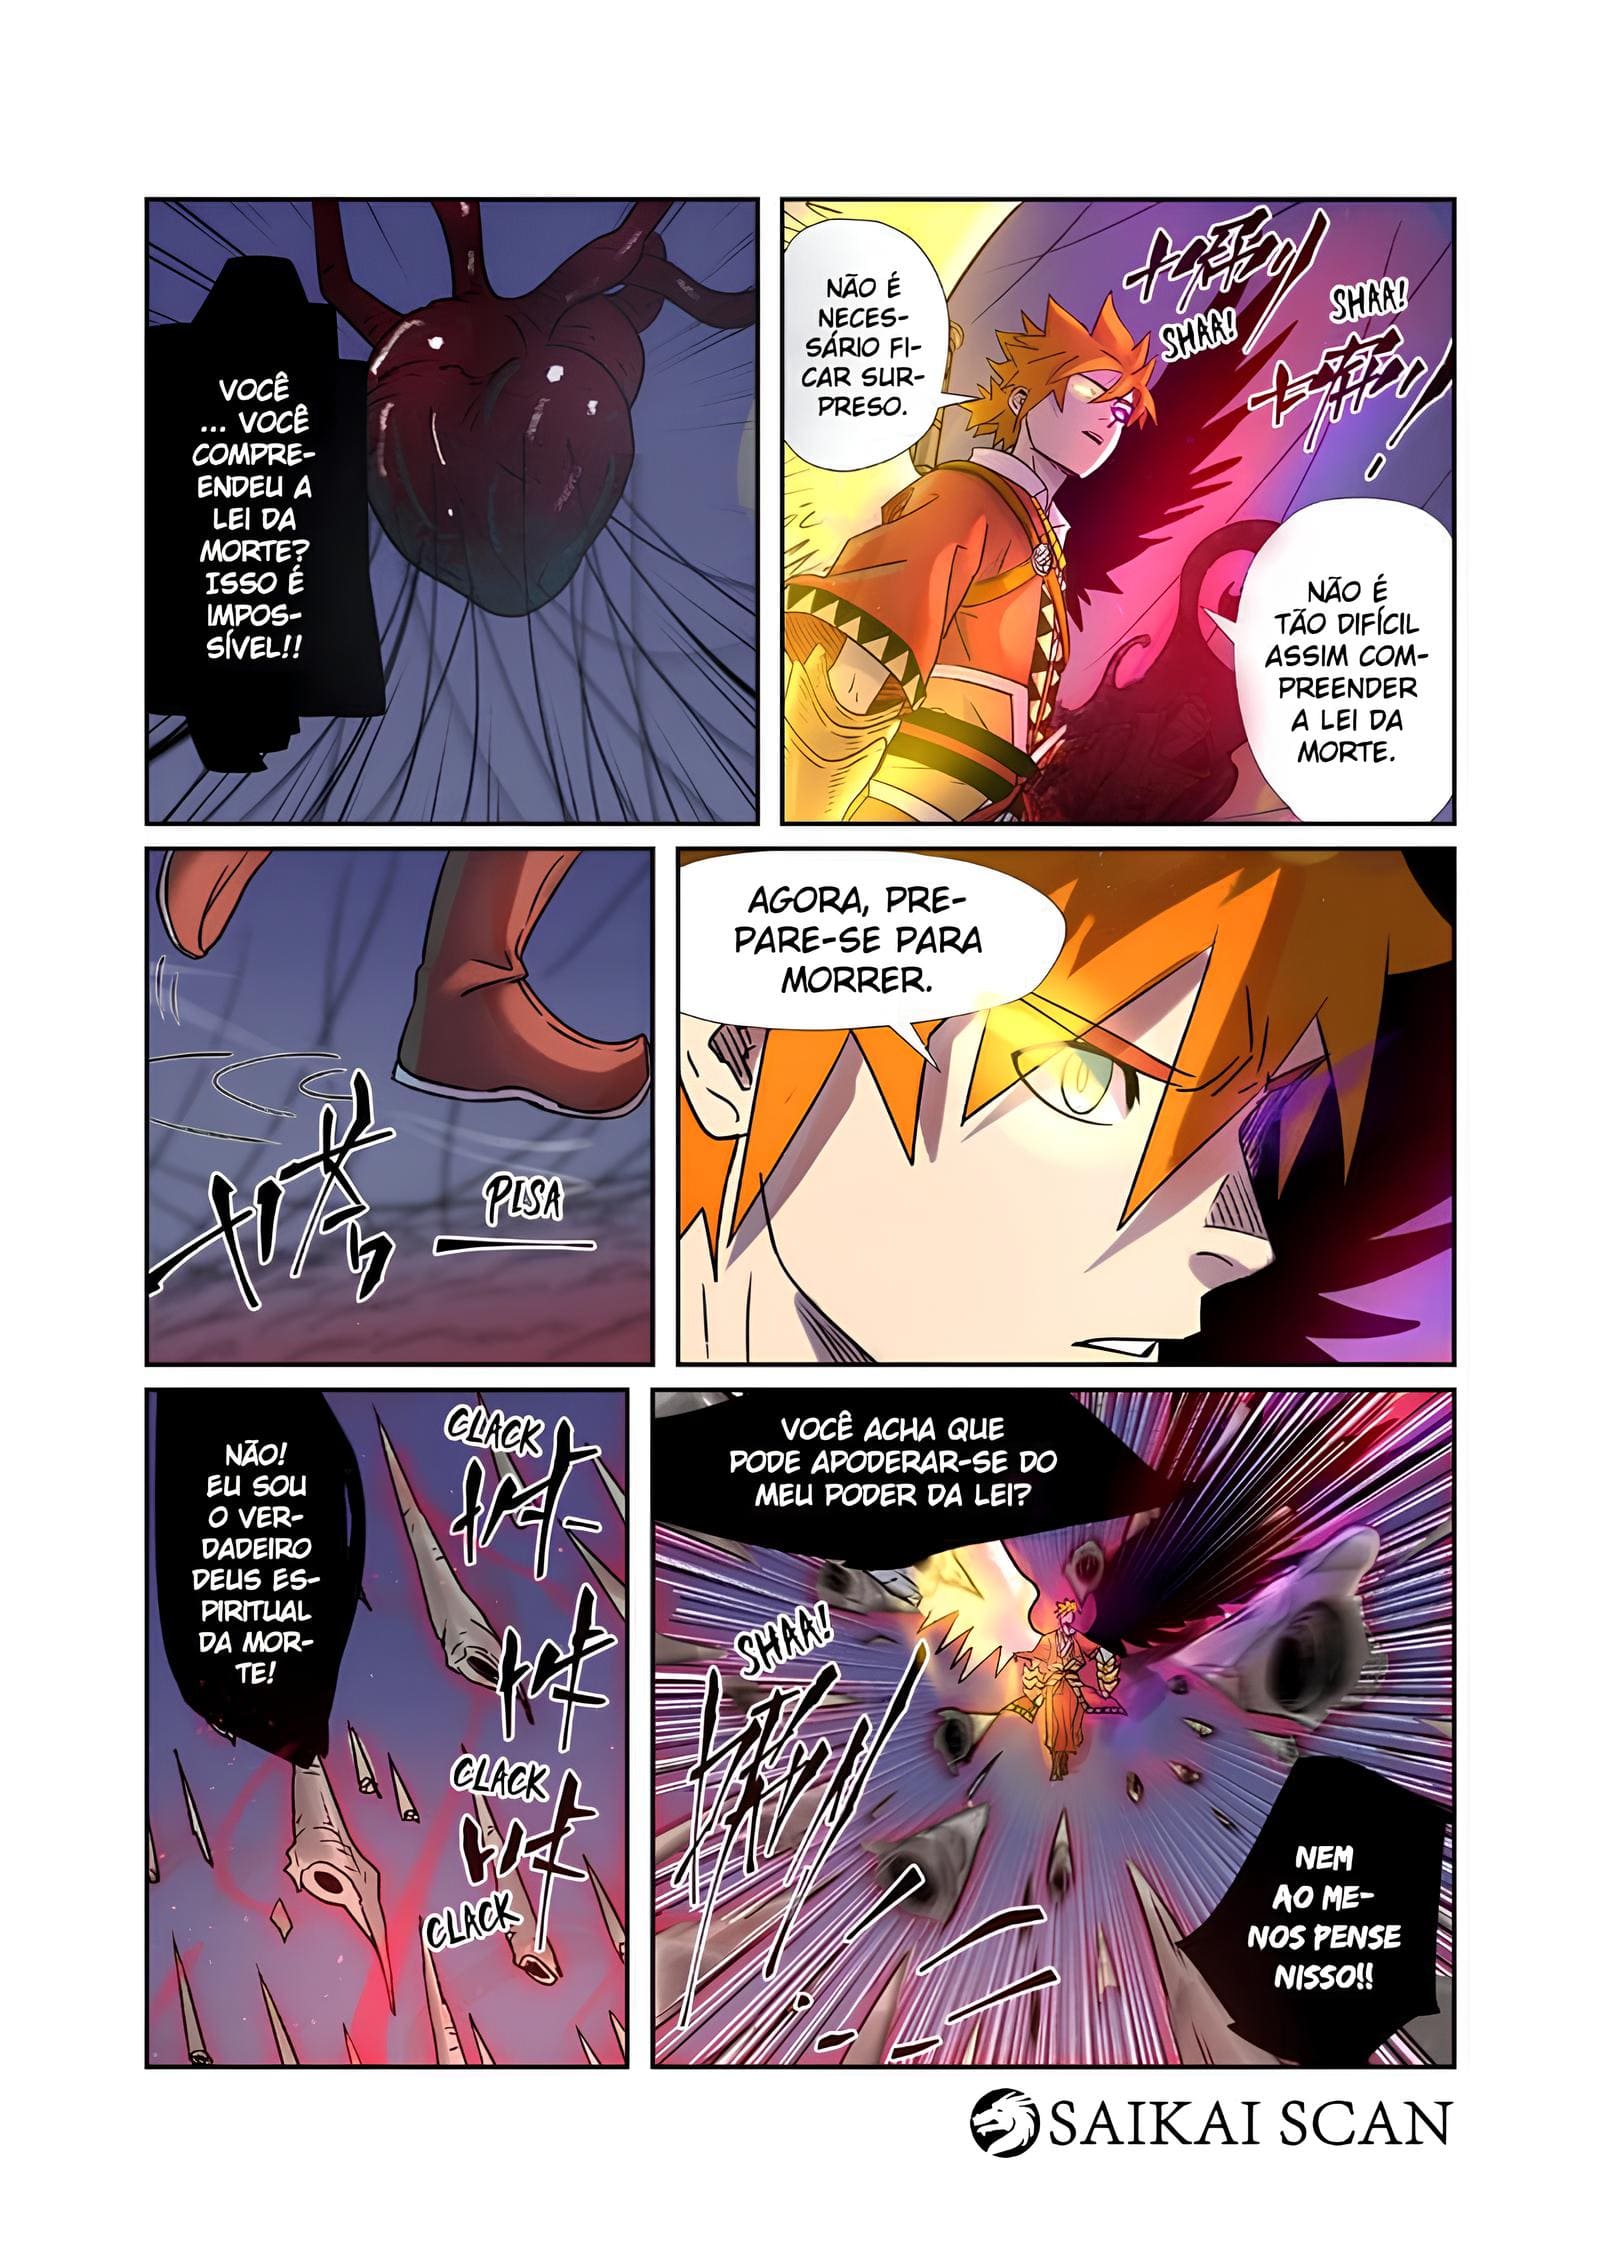 VOCÊ
... VOCÊ
COMPRE-
ENDEU A
LEI DA
MORTE?
ISSO É
IMPOS-
SÍVEL!!
NÃO É
NECES-
SÁRIO FI-
CAR SUR-
PRESO.
SHAA!
SHAA!
NÃO É
TÃO DIFÍCIL
ASSIM COM-
PREENDER
A LEI DA
MORTE.
PISA
AGORA, PRE-
PARE-SE PARA
MORRER.
NÃO!
EU SOU
O VER-
DADEIRO
DEUS ES-
PIRITUAL
DA MOR-
TE!
CLACK
CLACK
CLACK
VOCÊ ACHA QUE
PODE APODERAR-SE DO
MEU PODER DA LEI?
SHAA!
NEM
AO ME-
NOS PENSE
NISSO!!
SAIKAI SCAN